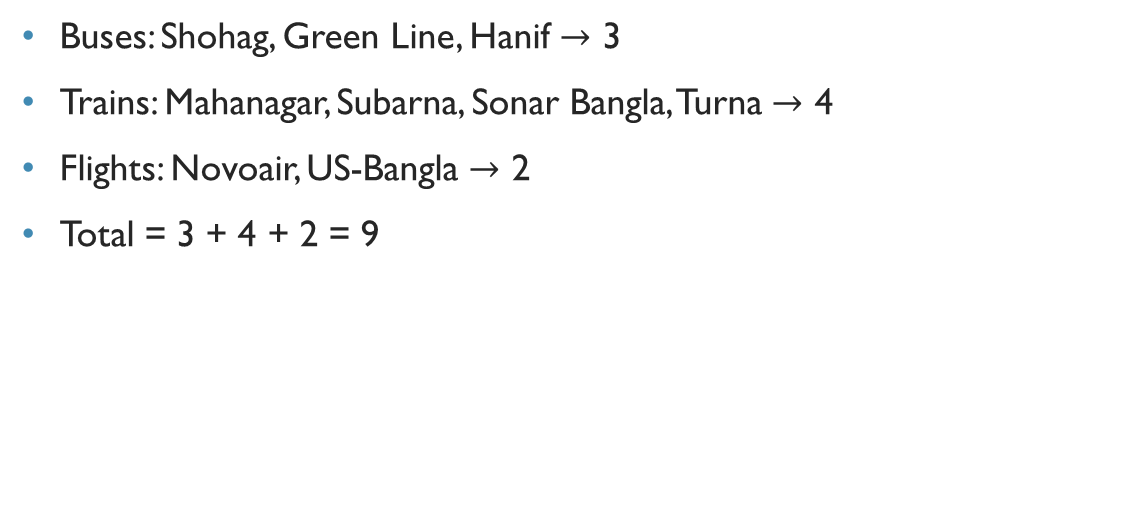 • Buses: Shohag, Green Line, Hanif → 3
• Trains: Mahanagar, Subarna, Sonar Bangla, Turna → 4
• Flights: Novoair, US-Bangla → 2
• Total = 3 + 4 + 2 = 9